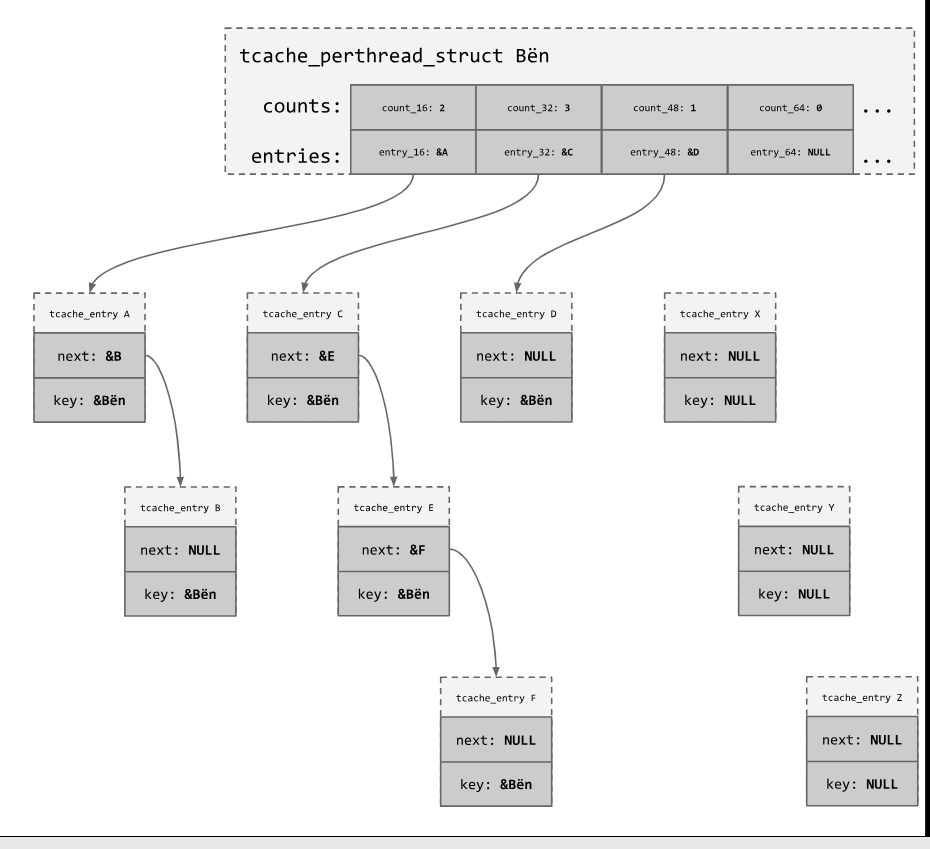 tcache_perthread_struct Bën
counts: count_16: 2 count_32: 3 count_48: 1 count_64: 0 ...
entries: entry_16: &A entry_32: &C entry_48: &D entry_64: NULL ...
tcache_entry A
next: &B
key: &Bën
tcache_entry C
next: &E
key: &Bën
tcache_entry D
next: NULL
key: &Bën
tcache_entry X
next: NULL
key: NULL
tcache_entry B
next: NULL
key: &Bën
tcache_entry E
next: &F
key: &Bën
tcache_entry Y
next: NULL
key: NULL
tcache_entry F
next: NULL
key: &Bën
tcache_entry Z
next: NULL
key: NULL